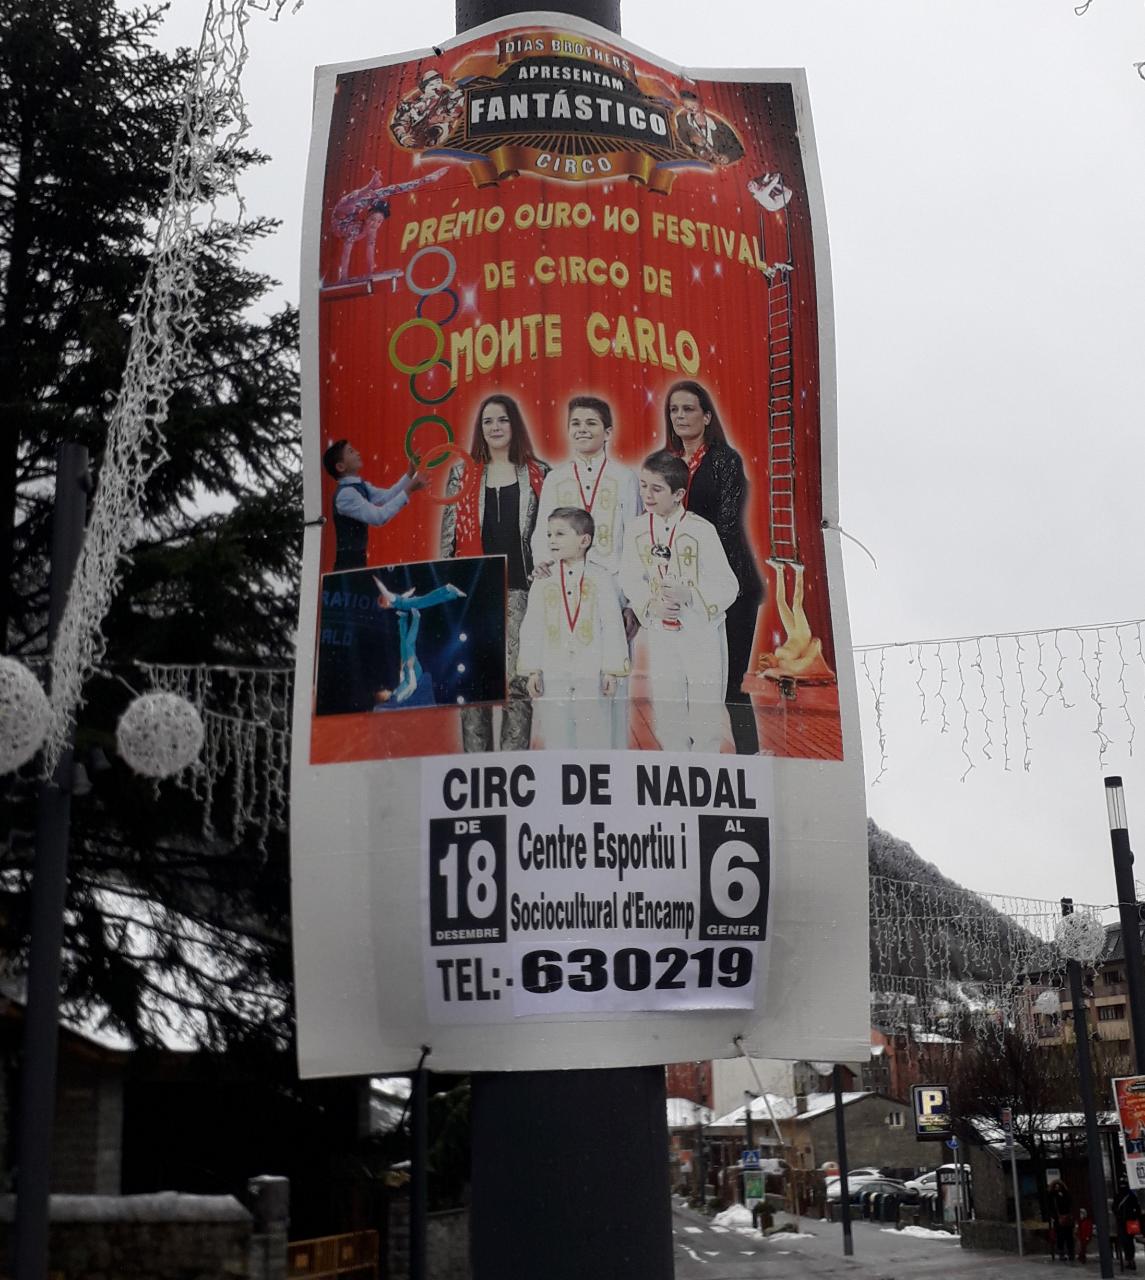 DIAS BROTHERS
APRESENTAM
FANTÁSTICO
CIRCO
PRÉMIO OURO NO FESTIVAL
DE CIRCO DE
MONTE CARLO
CIRC DE NADAL
DE
18
DESEMBRE
Centre Esportiu i
Sociocultural d'Encamp
AL
6
GENER
TEL:· 630219
P